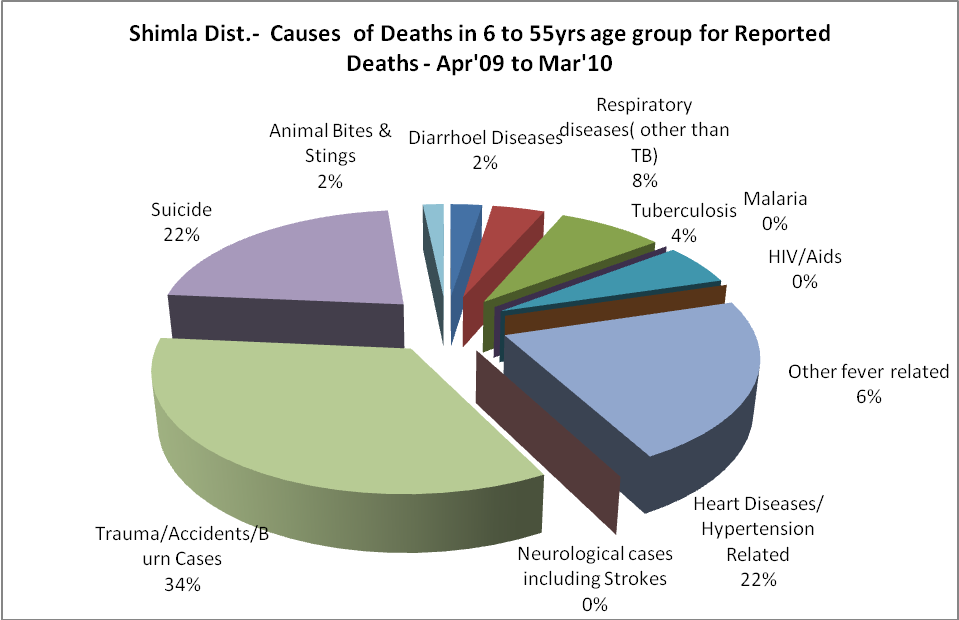 Shimla Dist.-  Causes  of Deaths in 6 to 55yrs age group for Reported
Deaths - Apr'09 to Mar'10
Animal Bites &
Stings
2%
Diarrhoel Diseases
2%
Respiratory
diseases( other than
TB)
8%
Tuberculosis
4%
Malaria
0%
HIV/Aids
0%
Other fever related
6%
Heart Diseases/
Hypertension
Related
22%
Neurological cases
including Strokes
0%
Trauma/Accidents/B
urn Cases
34%
Suicide
22%